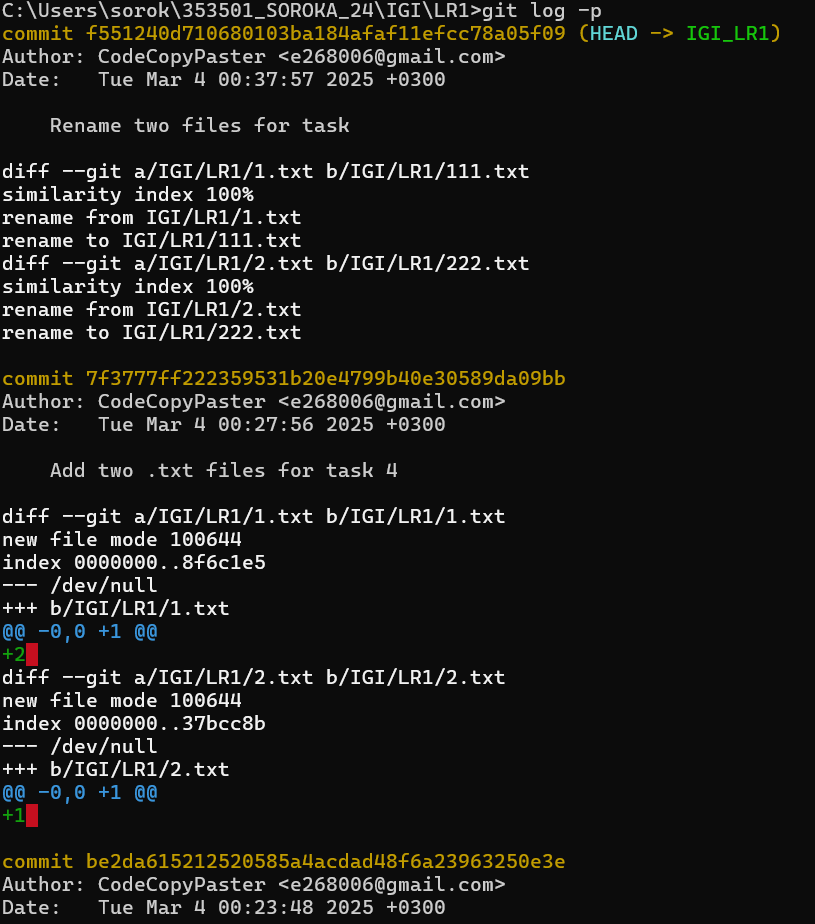 C:\Users\sorok\353501_SOROKA_24\IGI\LR1>git log -p
commit f551240d710680103ba184afaf11efcc78a05f09 (HEAD -> IGI_LR1)
Author: CodeCopyPaster <e268006@gmail.com>
Date:   Tue Mar 4 00:37:57 2025 +0300

    Rename two files for task

diff --git a/IGI/LR1/1.txt b/IGI/LR1/111.txt
similarity index 100%
rename from IGI/LR1/1.txt
rename to IGI/LR1/111.txt
diff --git a/IGI/LR1/2.txt b/IGI/LR1/222.txt
similarity index 100%
rename from IGI/LR1/2.txt
rename to IGI/LR1/222.txt

commit 7f3777ff222359531b20e4799b40e30589da09bb
Author: CodeCopyPaster <e268006@gmail.com>
Date:   Tue Mar 4 00:27:56 2025 +0300

    Add two .txt files for task 4

diff --git a/IGI/LR1/1.txt b/IGI/LR1/1.txt
new file mode 100644
index 0000000..8f6c1e5
--- /dev/null
+++ b/IGI/LR1/1.txt
@@ -0,0 +1 @@
+2
diff --git a/IGI/LR1/2.txt b/IGI/LR1/2.txt
new file mode 100644
index 0000000..37bcc8b
--- /dev/null
+++ b/IGI/LR1/2.txt
@@ -0,0 +1 @@
+1

commit be2da615212520585a4acdad48f6a23963250e3e
Author: CodeCopyPaster <e268006@gmail.com>
Date:   Tue Mar 4 00:23:48 2025 +0300